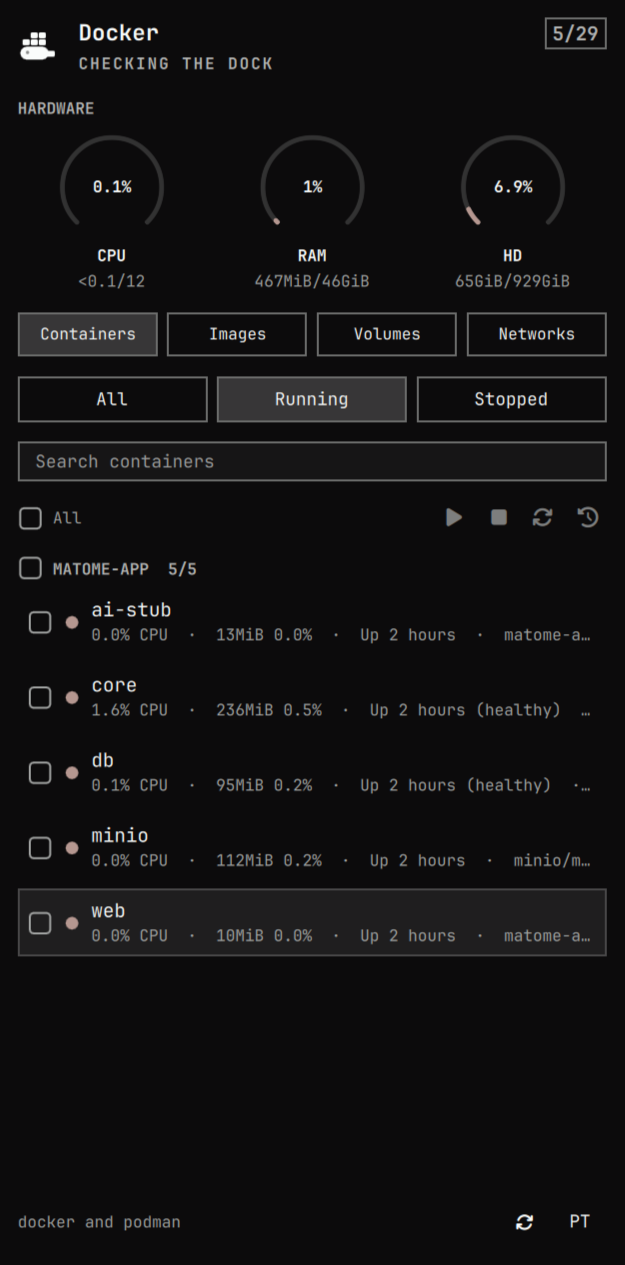 Docker
5/29
CHECKING THE DOCK
HARDWARE
0.1% 1% 6.9%
CPU RAM HD
<0.1/12 467MiB/46GiB 65GiB/929GiB
Containers Images Volumes Networks
All Running Stopped
Search containers
All
MATOME-APP 5/5
ai-stub
0.0% CPU · 13MiB 0.0% · Up 2 hours · matome-a…
core
1.6% CPU · 236MiB 0.5% · Up 2 hours (healthy) …
db
0.1% CPU · 95MiB 0.2% · Up 2 hours (healthy) ·…
minio
0.0% CPU · 112MiB 0.2% · Up 2 hours · minio/m…
web
0.0% CPU · 10MiB 0.0% · Up 2 hours · matome-a…
docker and podman PT